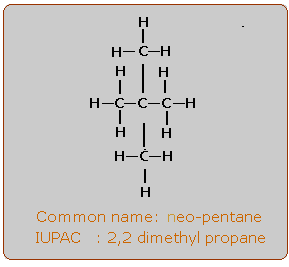 H
H—C—H
H H
H—C—C—C—H
H H
H—C—H
H
Common name: neo-pentane
IUPAC : 2,2 dimethyl propane